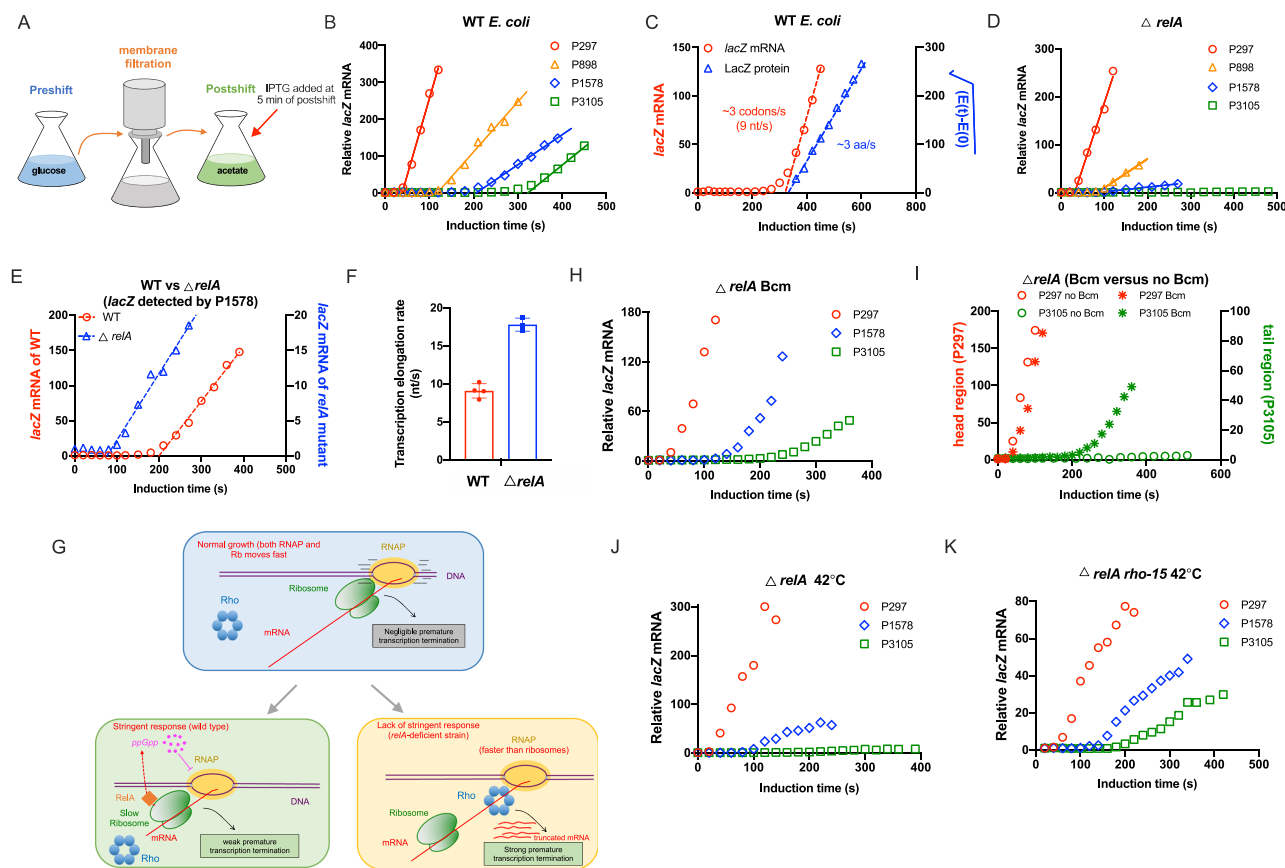 A
Preshift
membrane
filtration
Postshift
IPTG added at
5 min of postshift
glucose
acetate
B
WT E. coli
Relative lacZ mRNA
400
300
200
100
0
0 100 200 300 400 500
Induction time (s)
P297
P898
P1578
P3105
C
WT E. coli
lacZ mRNA
150
100
50
0
lacZ mRNA
LacZ protein
~3 codons/s
(9 nt/s)
~3 aa/s
300
200
100
0
√(E(t)-E(0)
0 200 400 600 800
Induction time (s)
D
△ relA
Relative lacZ mRNA
300
200
100
0
0 100 200 300 400 500
Induction time (s)
P297
P898
P1578
P3105
E
WT vs △ relA
(lacZ detected by P1578)
lacZ mRNA of WT
200
150
100
50
0
WT
△ relA
20
15
10
5
0
lacZ mRNA of relA mutant
0 100 200 300 400 500
Induction time (s)
F
Transcription elongation rate
(nt/s)
20
15
10
5
0
WT △relA
H
△ relA Bcm
Relative lacZ mRNA
180
120
60
0
0 100 200 300 400
Induction time (s)
P297
P1578
P3105
I
△relA (Bcm versus no Bcm)
P297 no Bcm P297 Bcm
P3105 no Bcm P3105 Bcm
head region (P297)
200
150
100
50
0
100
80
60
40
20
0
tail region (P3105)
0 200 400 600
Induction time (s)
G
Normal growth (both RNAP and
Rb moves fast
RNAP
DNA
Ribosome
Rho
mRNA
Negligible premature
transcription termination
Stringent response (wild type)
ppGpp
RNAP
DNA
RelA
Slow
Ribosome
mRNA
Rho
weak premature
transcription termination
Lack of stringent response
(relA-deficient strain)
RNAP
(faster than ribosomes)
DNA
Rho
Ribosome
mRNA
truncated mRNA
Strong premature
transcription termination
J
△ relA 42°C
Relative lacZ mRNA
300
200
100
50
0
0 100 200 300 400
Induction time (s)
P297
P1578
P3105
K
△ relA rho-15 42°C
Relative lacZ mRNA
80
60
40
20
0
0 100 200 300 400 500
Induction time (s)
P297
P1578
P3105